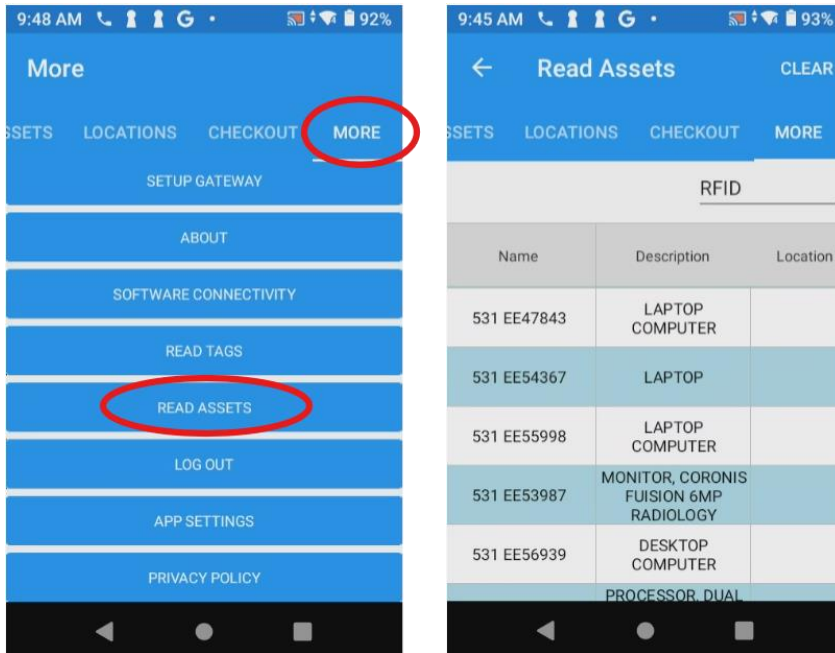 9:48 AM G 92%
More
SSETS LOCATIONS CHECKOUT MORE
SETUP GATEWAY
ABOUT
SOFTWARE CONNECTIVITY
READ TAGS
READ ASSETS
LOG OUT
APP SETTINGS
PRIVACY POLICY
9:45 AM G 93%
Read Assets CLEAR
SSETS LOCATIONS CHECKOUT MORE
RFID
Name Description Location
531 EE47843 LAPTOP
COMPUTER
531 EE54367 LAPTOP
531 EE55998 LAPTOP
COMPUTER
MONITOR, CORONIS
531 EE53987 FUISION 6MP
RADIOLOGY
531 EE56939 DESKTOP
COMPUTER
PROCESSOR, DUAL